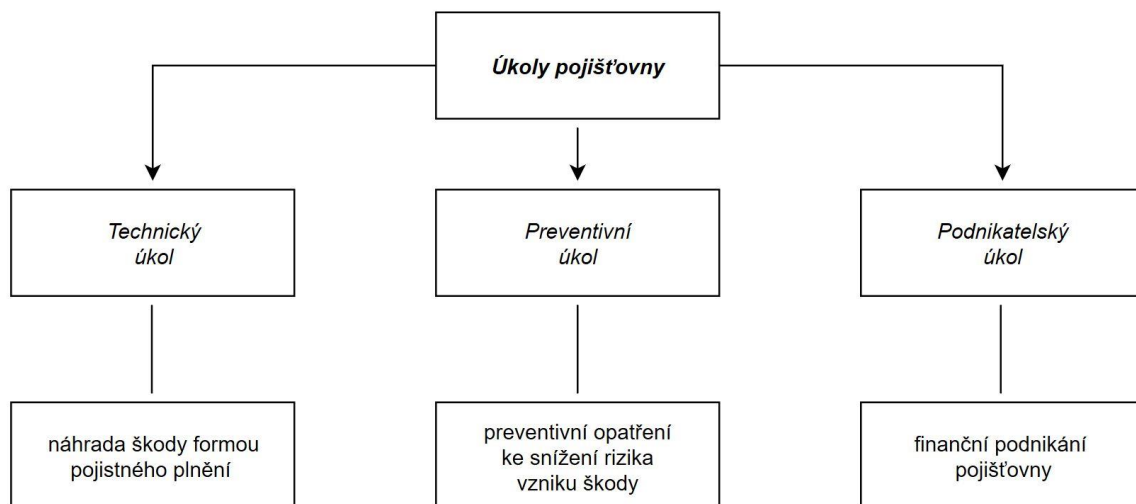 Úkoly pojišťovny
Technický
úkol
Preventivní
úkol
Podnikatelský
úkol
náhrada škody formou
pojistného plnění
preventivní opatření
ke snížení rizika
vzniku škody
finanční podnikání
pojišťovny